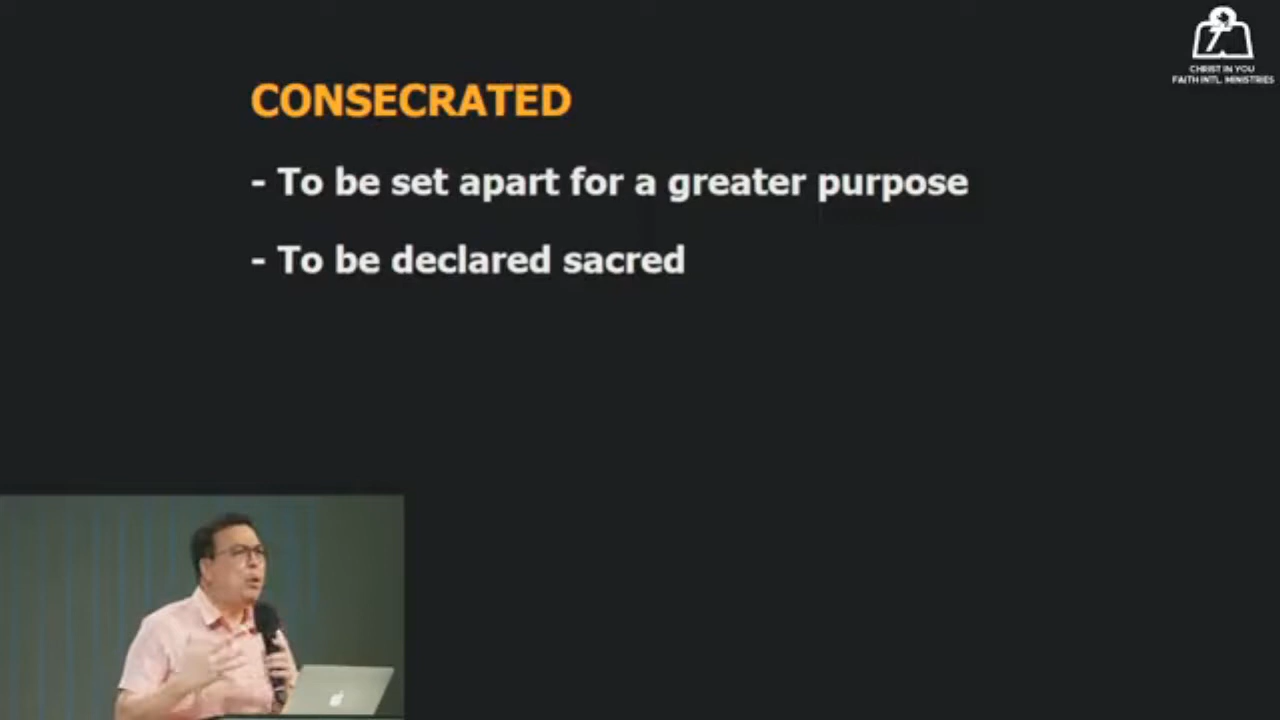 CHRIST IN YOU
FAITH INTL. MINISTRIES
CONSECRATED
- To be set apart for a greater purpose
- To be declared sacred